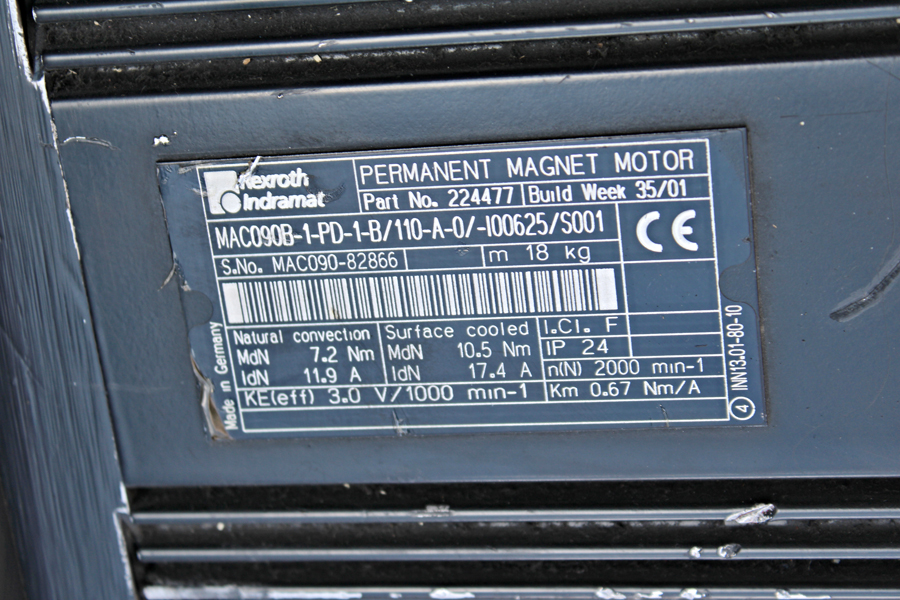 Rexroth
Indramat
PERMANENT MAGNET MOTOR
Part No. 224477 Build Week 35/01
MAC090B-1-PD-1-B/110-A-0/-I00625/S001
CE
S.No. MAC090-82866 m 18 kg
Natural convection
MdN 7.2 Nm
IdN 11.9 A
Surface cooled
MdN 10.5 Nm
IdN 17.4 A
I.Cl. F
IP 24
n(N) 2000 min-1
KE(eff) 3.0 V/1000 min-1
Km 0.67 Nm/A
Made in Germany
4 INN13.01-80-10